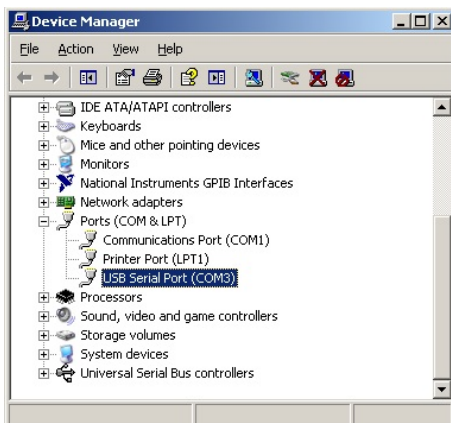 Device Manager
File Action View Help
IDE ATA/ATAPI controllers
Keyboards
Mice and other pointing devices
Monitors
National Instruments GPIB Interfaces
Network adapters
Ports (COM & LPT)
Communications Port (COM1)
Printer Port (LPT1)
USB Serial Port (COM3)
Processors
Sound, video and game controllers
Storage volumes
System devices
Universal Serial Bus controllers